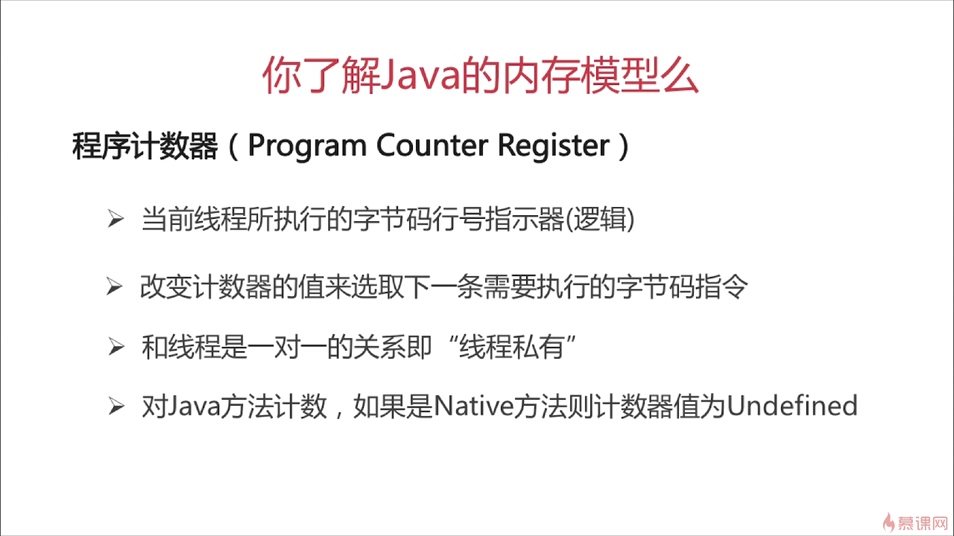 你了解Java的内存模型么
程序计数器（Program Counter Register）
当前线程所执行的字节码行号指示器(逻辑)
改变计数器的值来选取下一条需要执行的字节码指令
和线程是一对一的关系即“线程私有”
对Java方法计数，如果是Native方法则计数器值为Undefined
慕课网